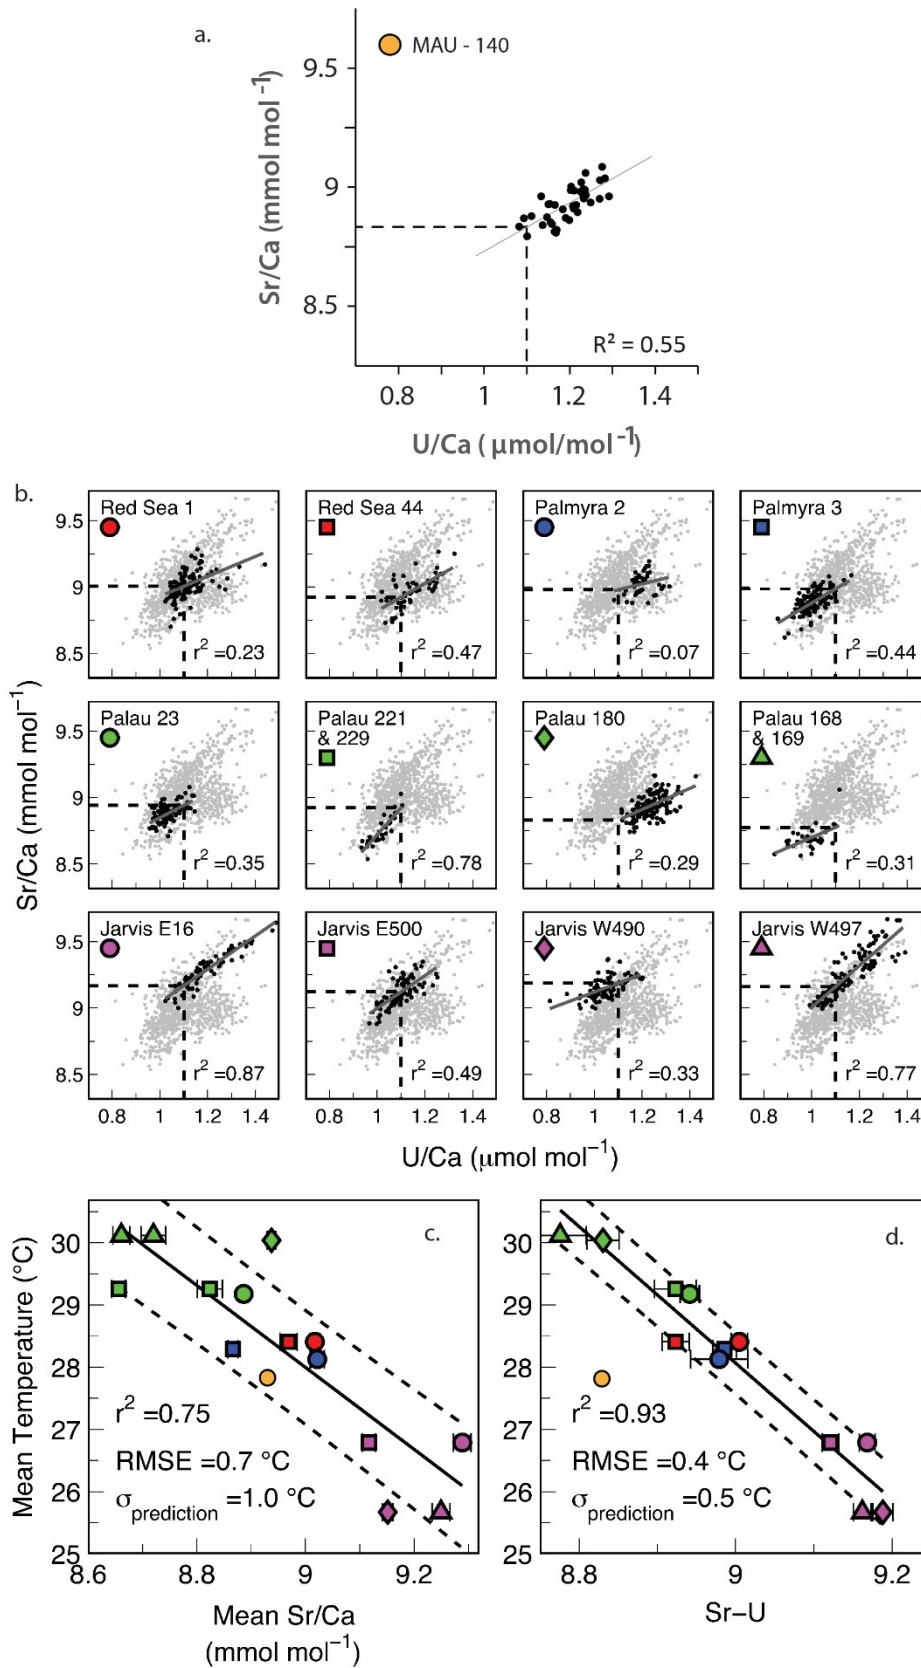 a.
MAU - 140
9.5
9
8.5
Sr/Ca (mmol mol⁻¹)
R² = 0.55
0.8 1 1.2 1.4
U/Ca ( µmol/mol⁻¹)
b.
Red Sea 1 Red Sea 44 Palmyra 2 Palmyra 3
9.5
9
8.5
r² =0.23 r² =0.47 r² =0.07 r² =0.44
Palau 23 Palau 221 & 229 Palau 180 Palau 168 & 169
9.5
9
8.5
r² =0.35 r² =0.78 r² =0.29 r² =0.31
Sr/Ca (mmol mol⁻¹)
Jarvis E16 Jarvis E500 Jarvis W490 Jarvis W497
9.5
9
8.5
r² =0.87 r² =0.49 r² =0.33 r² =0.77
0.8 1 1.2 1.4 0.8 1 1.2 1.4 0.8 1 1.2 1.4 0.8 1 1.2 1.4
U/Ca (µmol mol⁻¹)
c.
30
29
28
27
26
25
Mean Temperature (°C)
r² =0.75
RMSE =0.7 °C
σprediction =1.0 °C
8.6 8.8 9 9.2
Mean Sr/Ca
(mmol mol⁻¹)
d.
30
29
28
27
26
25
r² =0.93
RMSE =0.4 °C
σprediction =0.5 °C
8.8 9 9.2
Sr–U